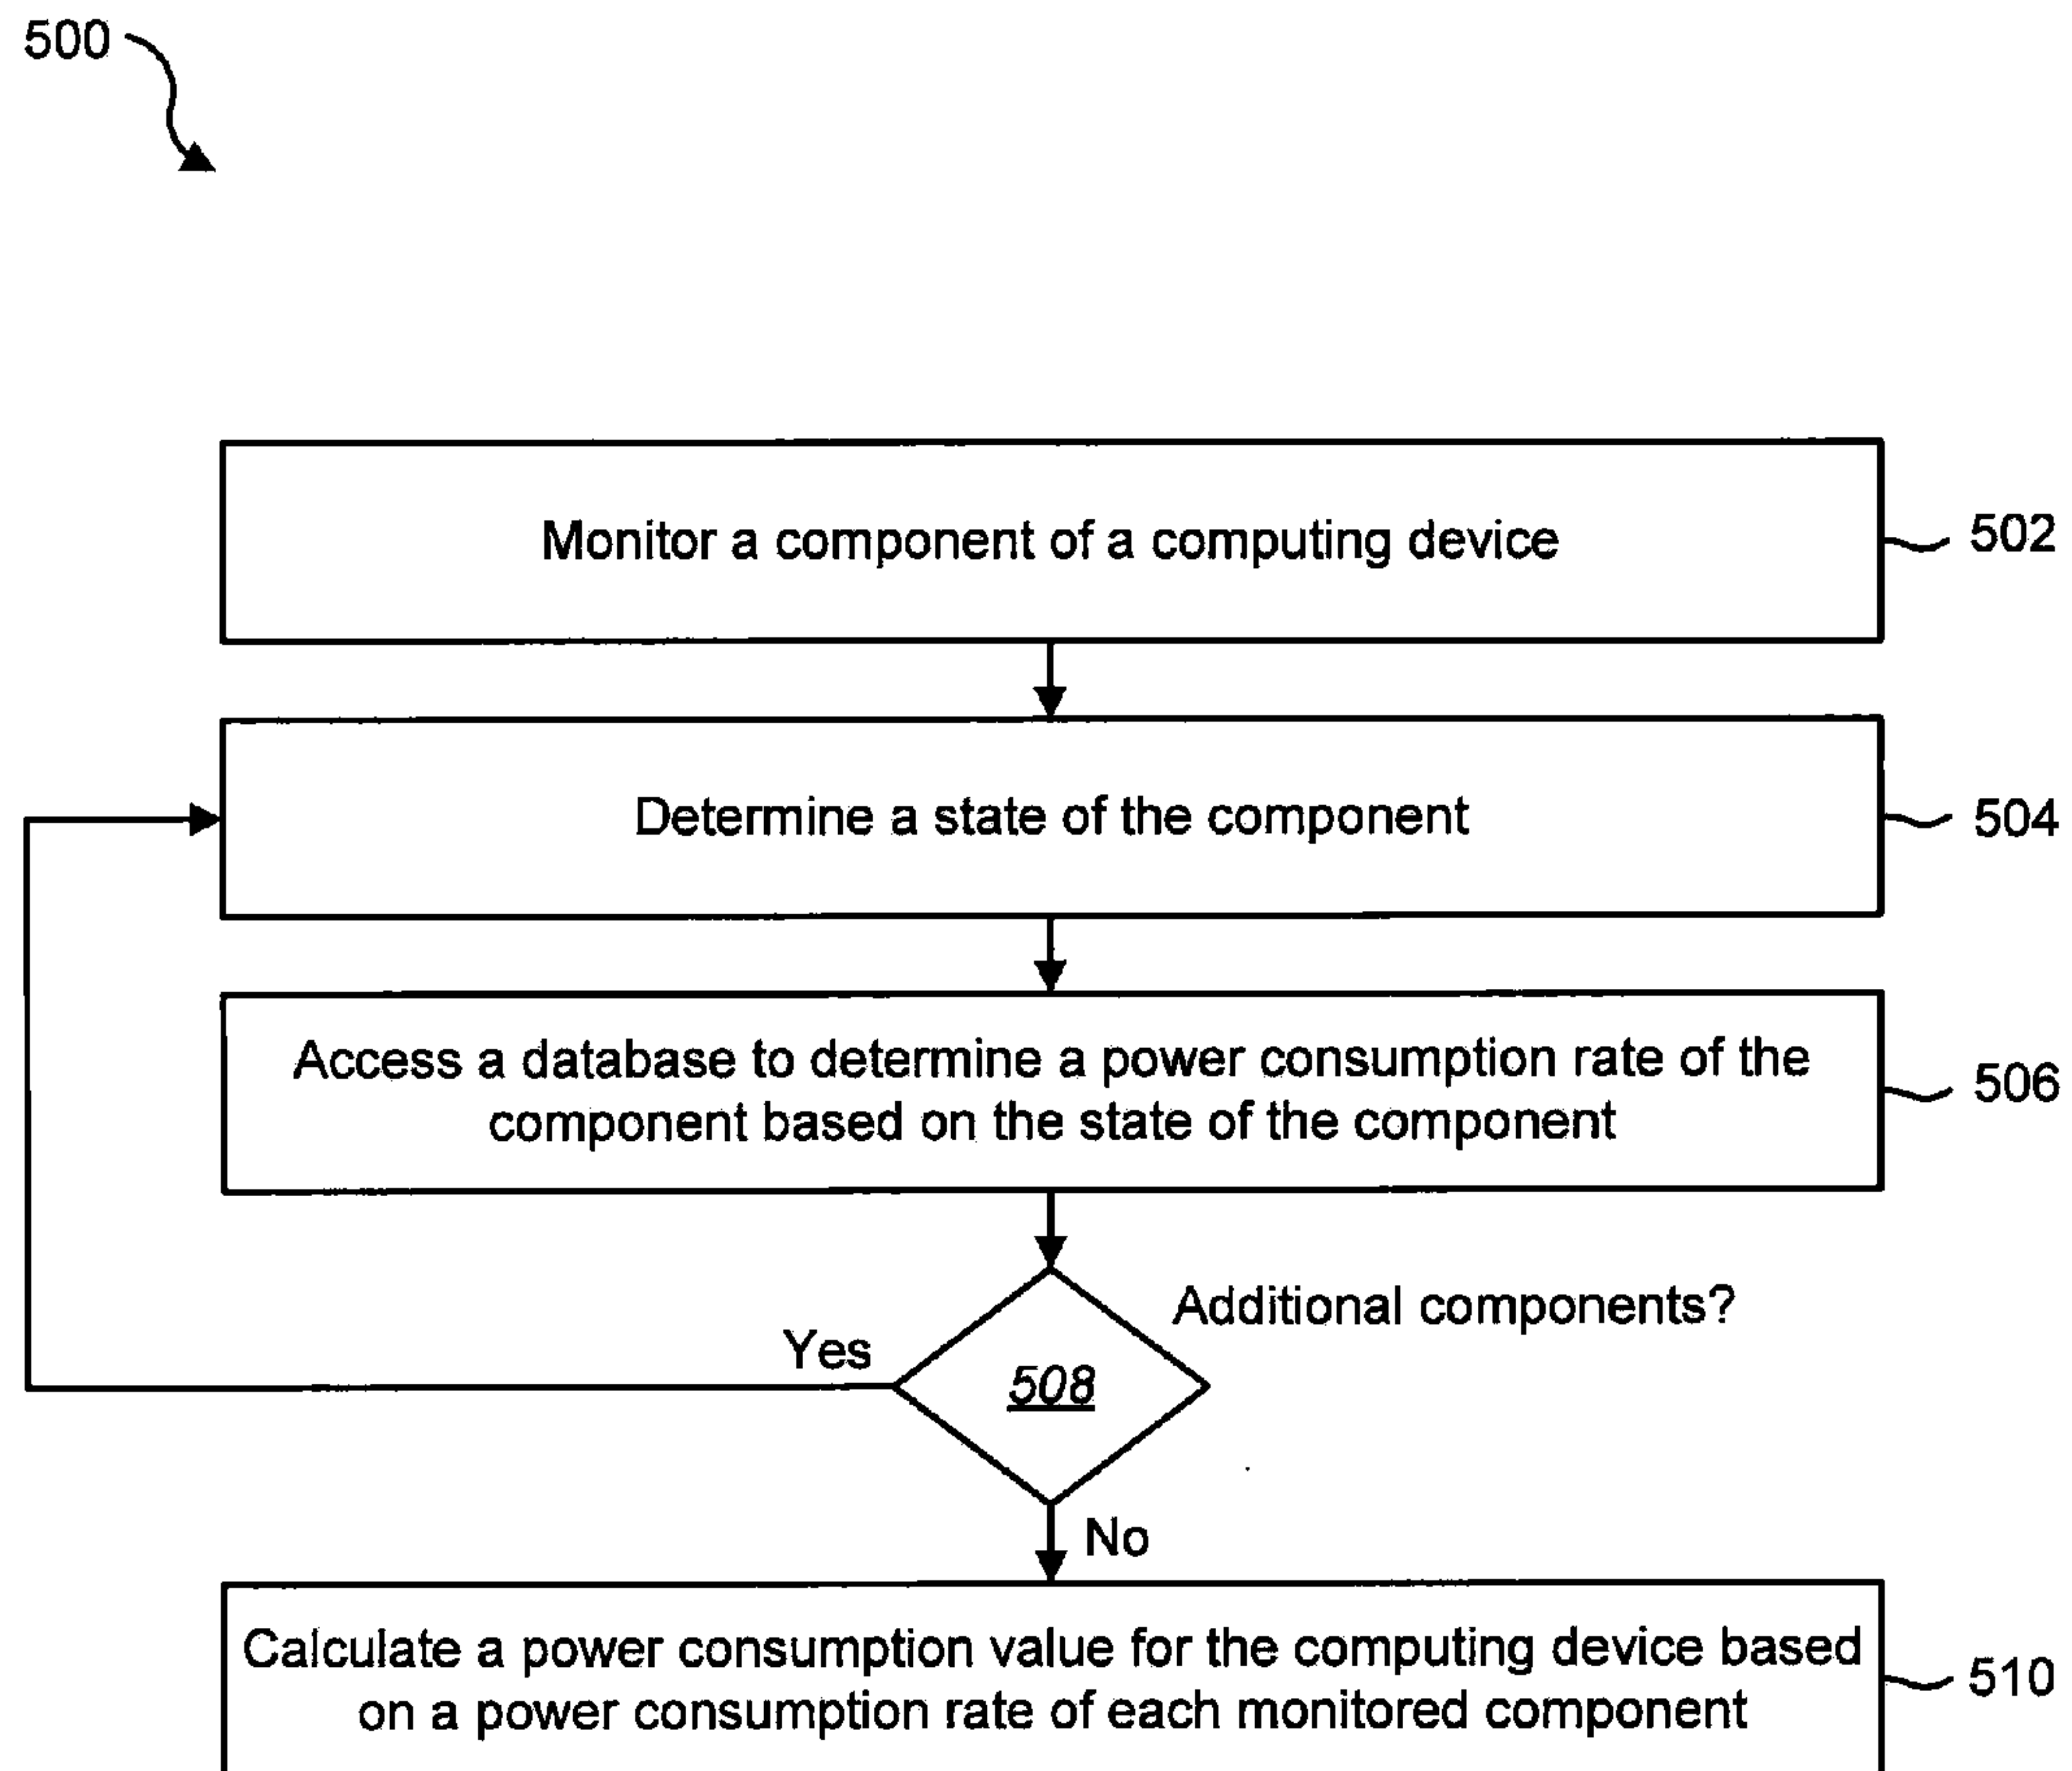 500
Monitor a component of a computing device
502
Determine a state of the component
504
Access a database to determine a power consumption rate of the
component based on the state of the component
506
Additional components?
Yes
508
No
Calculate a power consumption value for the computing device based
on a power consumption rate of each monitored component
510